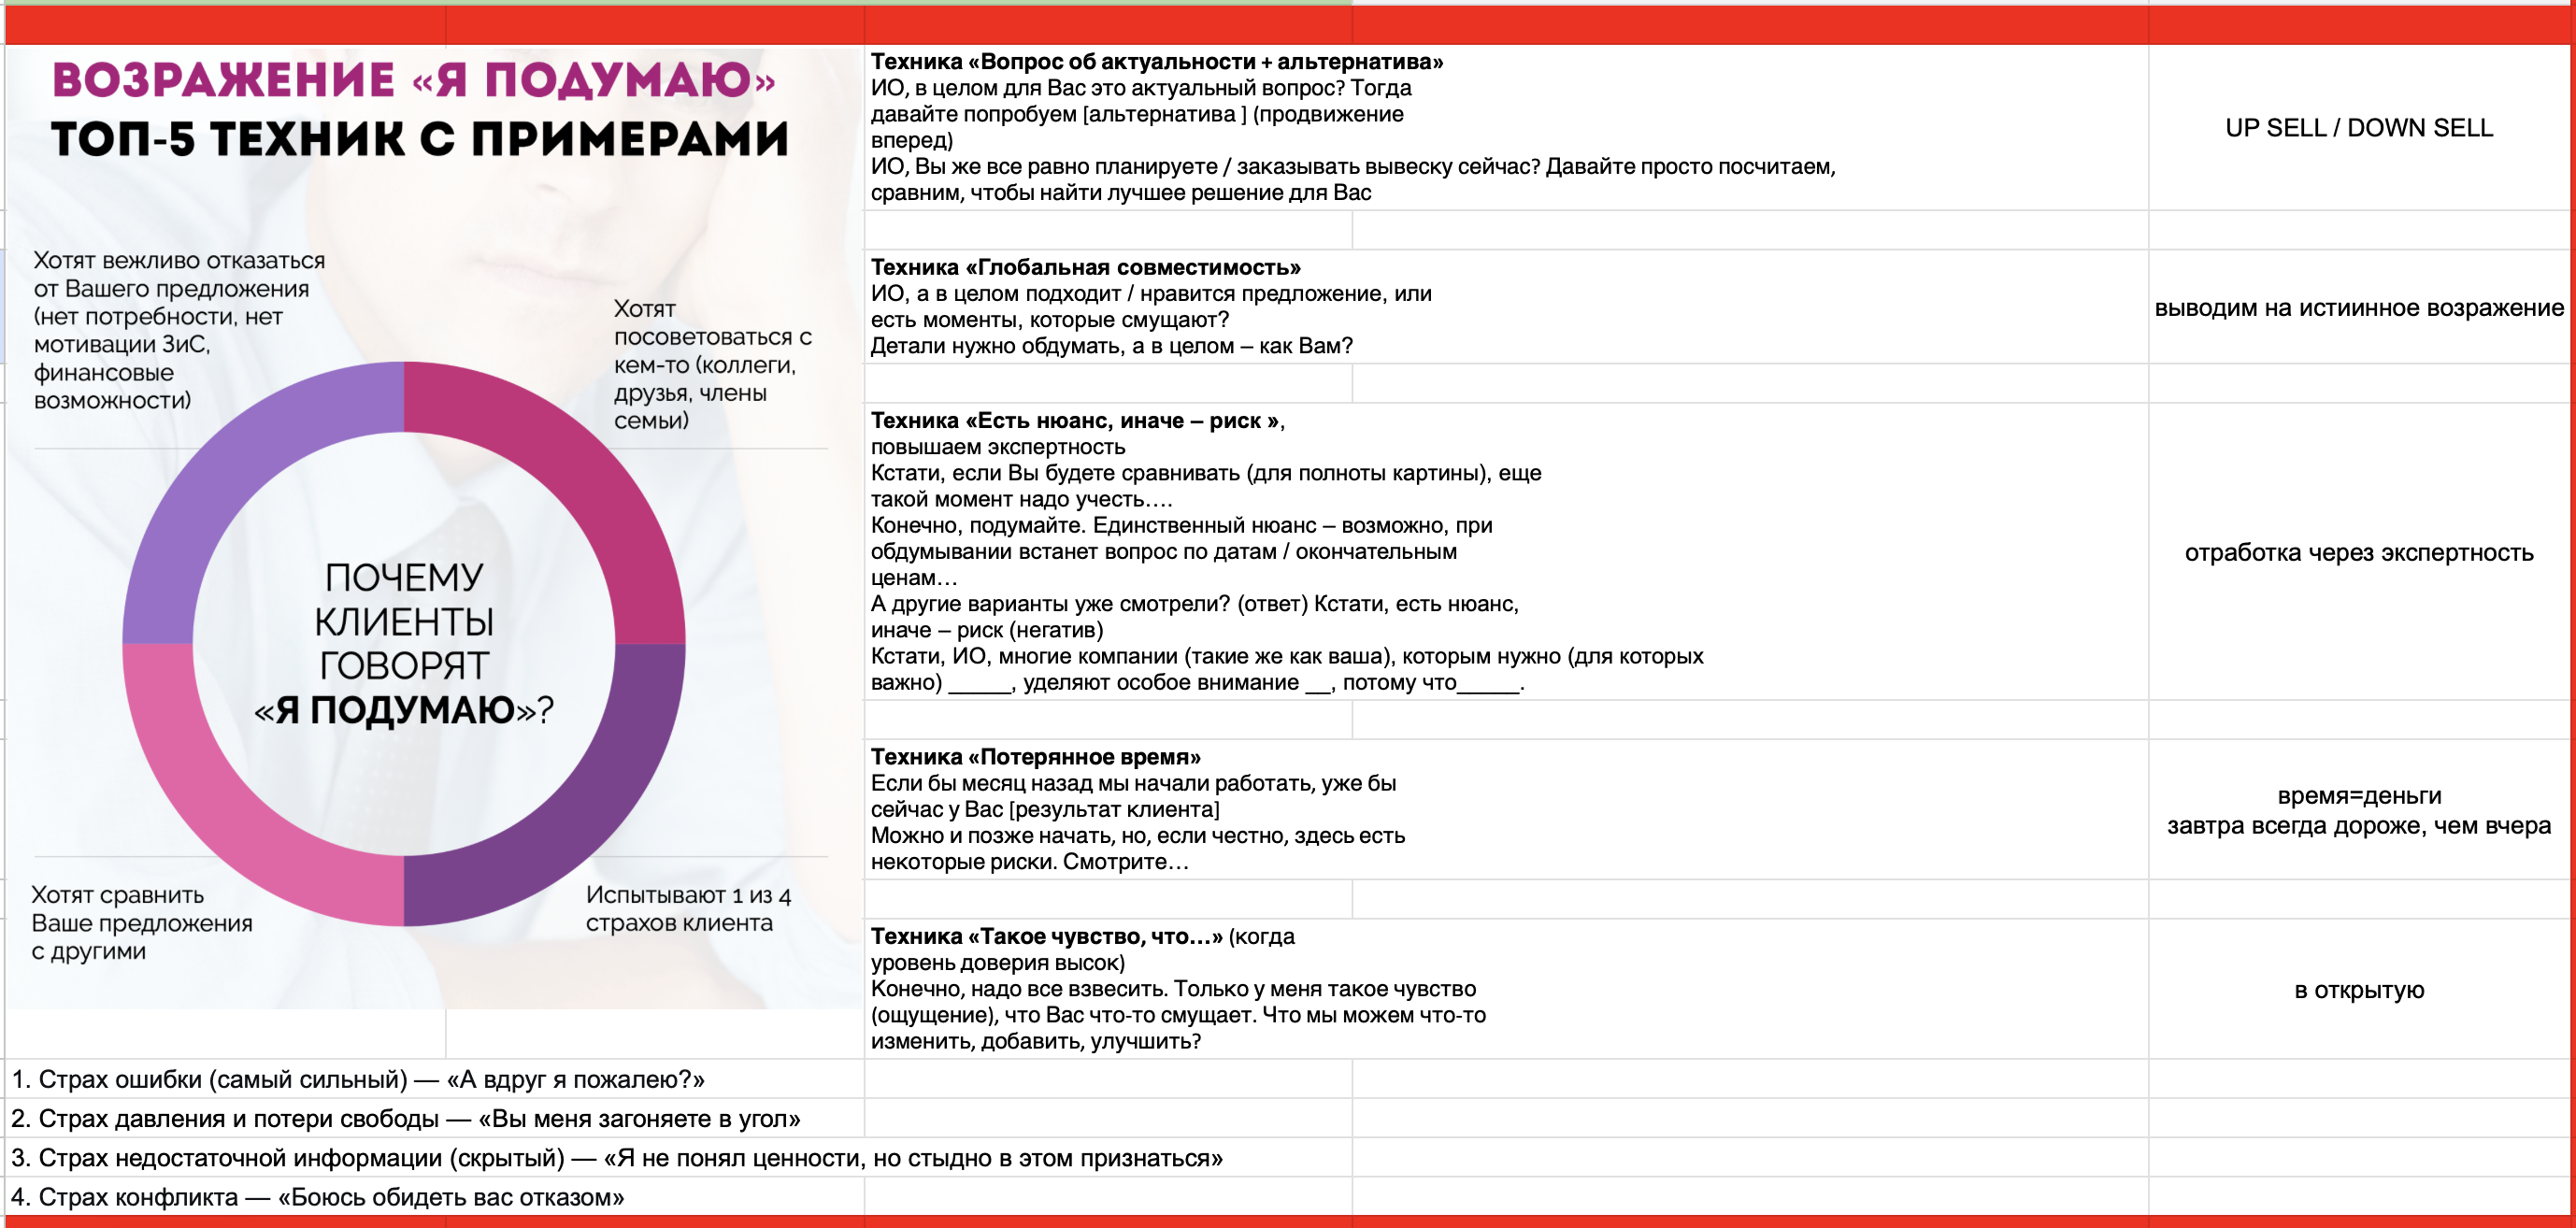 ВОЗРАЖЕНИЕ «Я ПОДУМАЮ»
ТОП-5 ТЕХНИК С ПРИМЕРАМИ
Хотят вежливо отказаться
от Вашего предложения
(нет потребности, нет
мотивации ЗиС,
финансовые
возможности)
Хотят
посоветоваться с
кем-то (коллеги,
друзья, члены
семьи)
ПОЧЕМУ
КЛИЕНТЫ
ГОВОРЯТ
«Я ПОДУМАЮ»?
Хотят сравнить
Ваше предложения
с другими
Испытывают 1 из 4
страхов клиента
Техника «Вопрос об актуальности + альтернатива»
ИО, в целом для Вас это актуальный вопрос? Тогда
давайте попробуем [альтернатива ] (продвижение
вперед)
ИО, Вы же все равно планируете / заказывать вывеску сейчас? Давайте просто посчитаем,
сравним, чтобы найти лучшее решение для Вас
UP SELL / DOWN SELL
Техника «Глобальная совместимость»
ИО, а в целом подходит / нравится предложение, или
есть моменты, которые смущают?
Детали нужно обдумать, а в целом – как Вам?
выводим на истиинное возражение
Техника «Есть нюанс, иначе – риск »,
повышаем экспертность
Кстати, если Вы будете сравнивать (для полноты картины), еще
такой момент надо учесть….
Конечно, подумайте. Единственный нюанс – возможно, при
обдумывании встанет вопрос по датам / окончательным
ценам…
А другие варианты уже смотрели? (ответ) Кстати, есть нюанс,
иначе – риск (негатив)
Кстати, ИО, многие компании (такие же как ваша), которым нужно (для которых
важно) _____, уделяют особое внимание __, потому что_____.
отработка через экспертность
Техника «Потерянное время»
Если бы месяц назад мы начали работать, уже бы
сейчас у Вас [результат клиента]
Можно и позже начать, но, если честно, здесь есть
некоторые риски. Смотрите…
время=деньги
завтра всегда дороже, чем вчера
Техника «Такое чувство, что…» (когда
уровень доверия высок)
Конечно, надо все взвесить. Только у меня такое чувство
(ощущение), что Вас что-то смущает. Что мы можем что-то
изменить, добавить, улучшить?
в открытую
1. Страх ошибки (самый сильный) — «А вдруг я пожалею?»
2. Страх давления и потери свободы — «Вы меня загоняете в угол»
3. Страх недостаточной информации (скрытый) — «Я не понял ценности, но стыдно в этом признаться»
4. Страх конфликта — «Боюсь обидеть вас отказом»